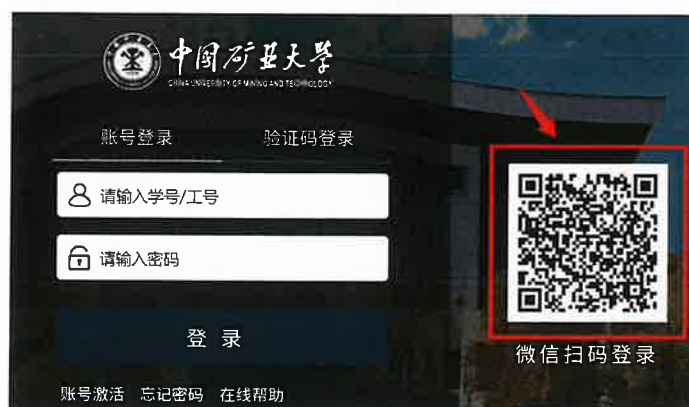 中国矿业大学
CHINA UNIVERSITY OF MINING AND TECHNOLOGY
账号登录
验证码登录
请输入学号/工号
请输入密码
登 录
账号激活 忘记密码 在线帮助
微信扫码登录